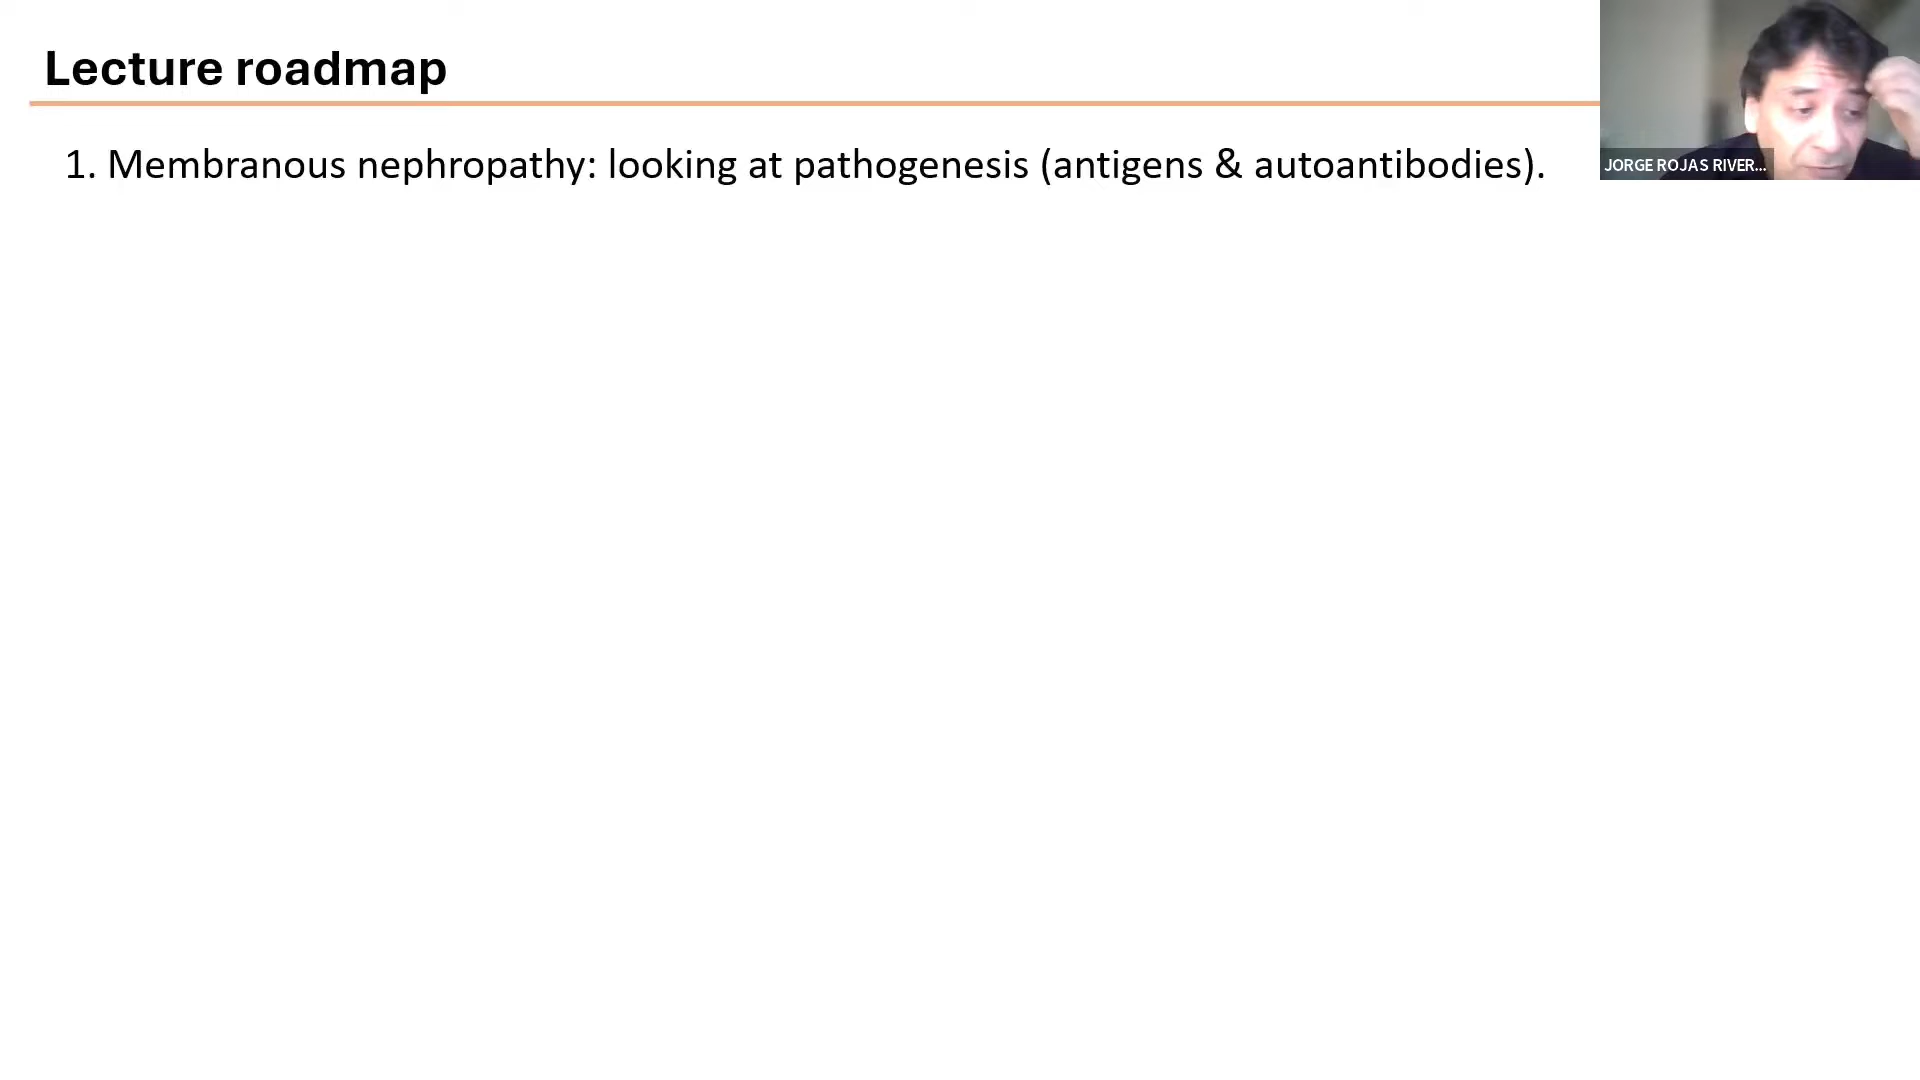 Lecture roadmap
1. Membranous nephropathy: looking at pathogenesis (antigens & autoantibodies).
JORGE ROJAS RIVER...